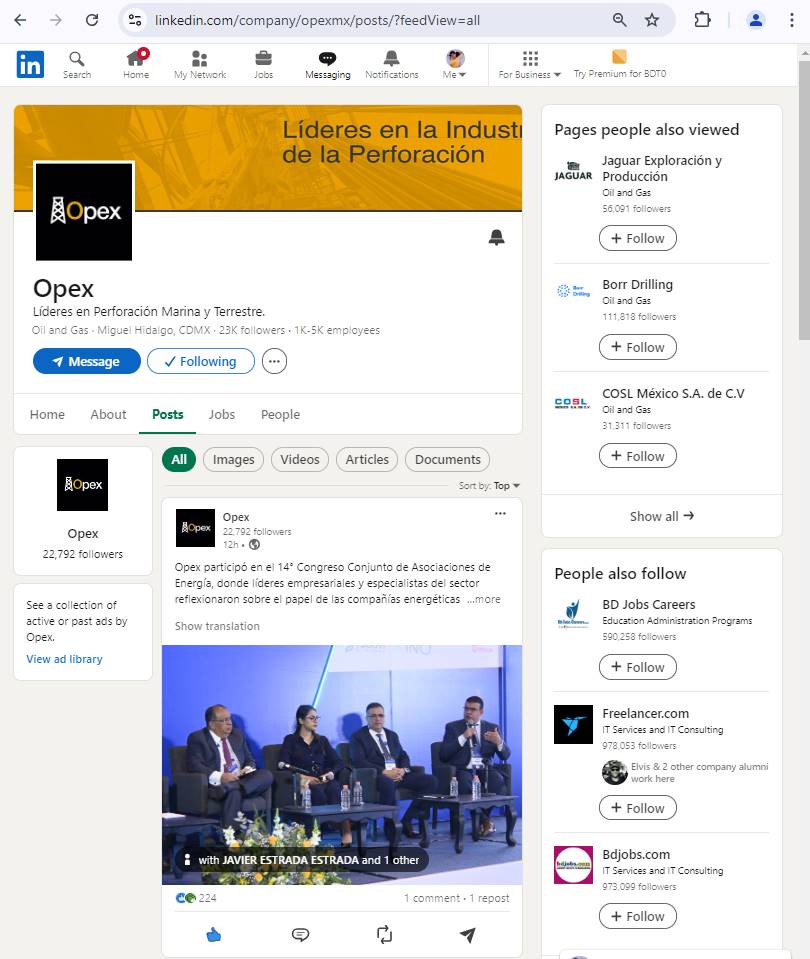 linkedin.com/company/opexmx/posts/?feedView=all
in
Search
Home
My Network
Jobs
Messaging
Notifications
Me
For Business
Try Premium for BDT0
Líderes en la Industr
de la Perforación
Opex
Opex
Líderes en Perforación Marina y Terrestre.
Oil and Gas · Miguel Hidalgo, CDMX · 23K followers · 1K-5K employees
Message
Following
Home
About
Posts
Jobs
People
Opex
Opex
22,792 followers
See a collection of
active or past ads by
Opex.
View ad library
All
Images
Videos
Articles
Documents
Sort by: Top
Opex
Opex
22,792 followers
12h •
Opex participó en el 14° Congreso Conjunto de Asociaciones de
Energía, donde líderes empresariales y especialistas del sector
reflexionaron sobre el papel de las compañías energéticas ...more
Show translation
with JAVIER ESTRADA ESTRADA and 1 other
224
1 comment · 1 repost
Pages people also viewed
JAGUAR
Jaguar Exploración y
Producción
Oil and Gas
56,091 followers
+ Follow
Borr
Drilling
Borr Drilling
Oil and Gas
111,818 followers
+ Follow
COSL
COSL México S.A. de C.V
Oil and Gas
31,311 followers
+ Follow
Show all →
People also follow
BD Jobs Careers
Education Administration Programs
590,258 followers
+ Follow
Freelancer.com
IT Services and IT Consulting
978,053 followers
Elvis & 2 other company alumni
work here
+ Follow
bdjobs.com
Bdjobs.com
IT Services and IT Consulting
973,099 followers
+ Follow